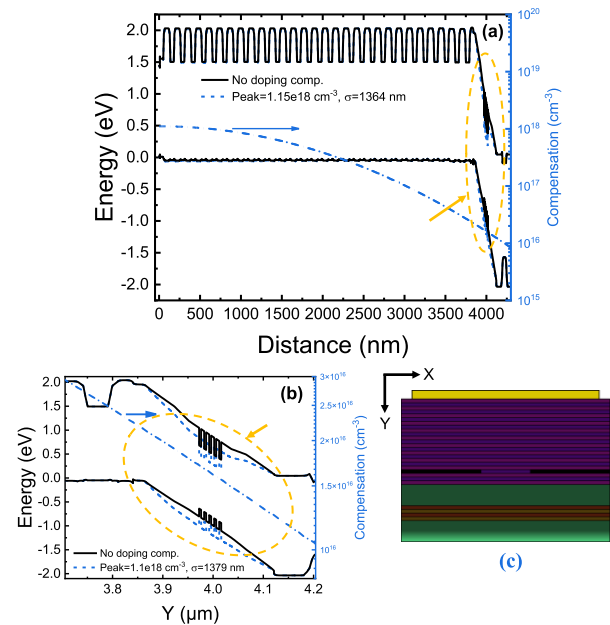 (a)
2.0
1.5
1.0
0.5
0.0
-0.5
-1.0
-1.5
-2.0
Energy (eV)
No doping comp.
Peak=1.15e18 cm⁻³, σ=1364 nm
10²⁰
10¹⁹
10¹⁸
10¹⁷
10¹⁶
10¹⁵
Compensation (cm⁻³)
0 500 1000 1500 2000 2500 3000 3500 4000
Distance (nm)
(b)
2.0
1.5
1.0
0.5
0.0
-0.5
-1.0
-1.5
-2.0
Energy (eV)
3×10¹⁶
2.5×10¹⁶
2×10¹⁶
1.5×10¹⁶
10¹⁶
Compensation (cm⁻³)
No doping comp.
Peak=1.1e18 cm⁻³, σ=1379 nm
3.8 3.9 4.0 4.1 4.2
Y (µm)
X
Y
(c)